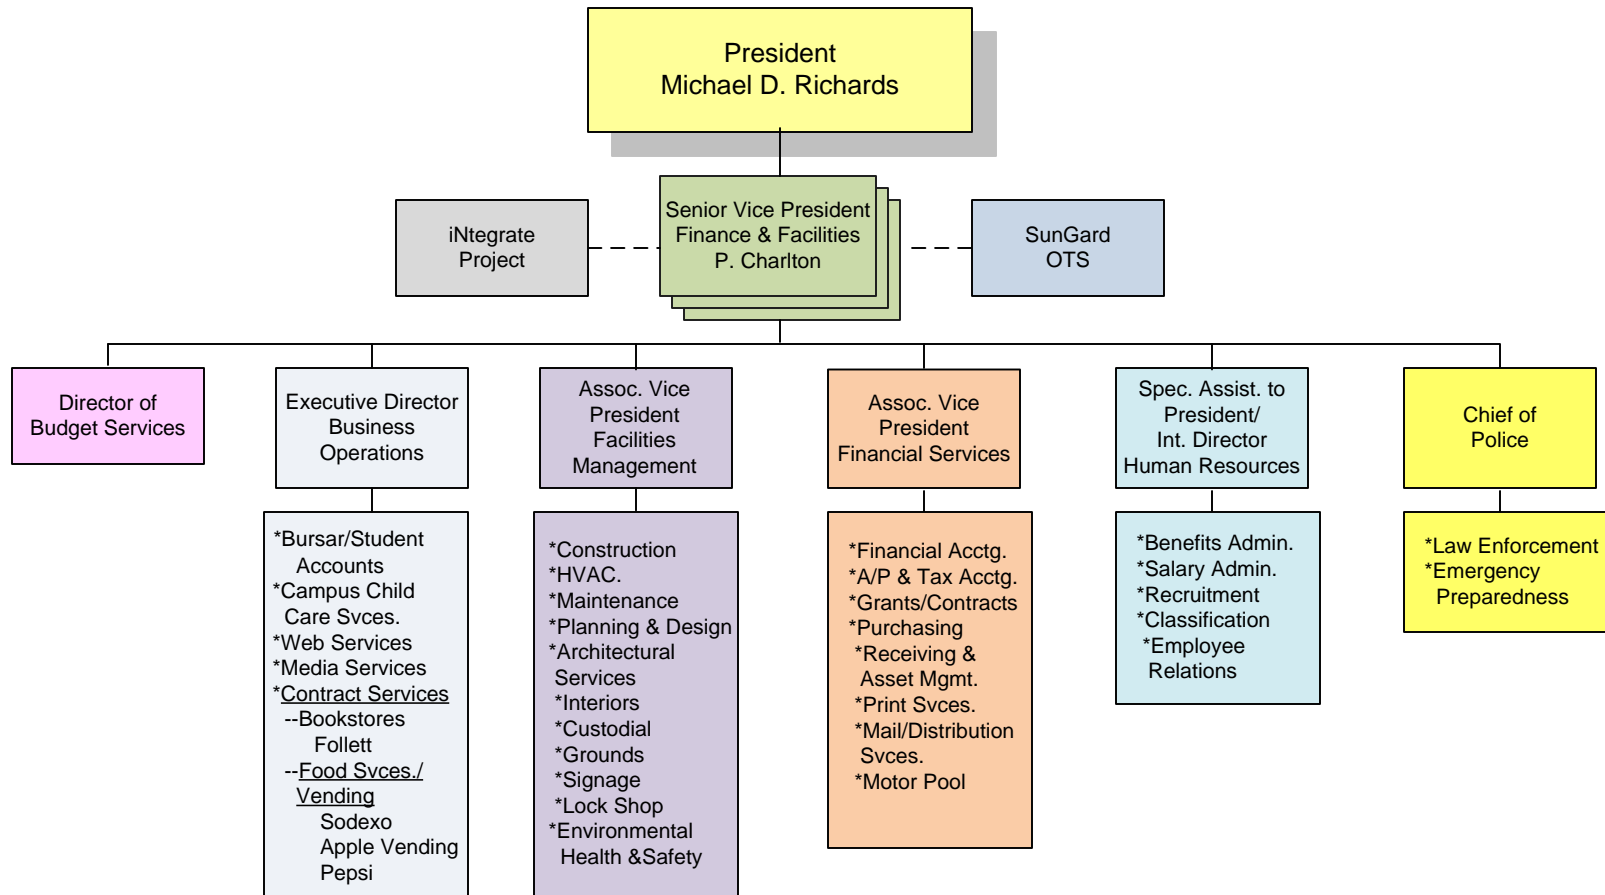 President
Michael D. Richards
iNtegrate
Project
Senior Vice President
Finance & Facilities
P. Charlton
SunGard
OTS
Director of
Budget Services
Executive Director
Business
Operations
Assoc. Vice
President
Facilities
Management
Assoc. Vice
President
Financial Services
Spec. Assist. to
President/
Int. Director
Human Resources
Chief of
Police
*Bursar/Student
Accounts
*Campus Child
Care Svces.
*Web Services
*Media Services
*Contract Services
--Bookstores
Follett
--Food Svces./
Vending
Sodexo
Apple Vending
Pepsi
*Construction
*HVAC.
*Maintenance
*Planning & Design
*Architectural
Services
*Interiors
*Custodial
*Grounds
*Signage
*Lock Shop
*Environmental
Health &Safety
*Financial Acctg.
*A/P & Tax Acctg.
*Grants/Contracts
*Purchasing
*Receiving &
Asset Mgmt.
*Print Svces.
*Mail/Distribution
Svces.
*Motor Pool
*Benefits Admin.
*Salary Admin.
*Recruitment
*Classification
*Employee
Relations
*Law Enforcement
*Emergency
Preparedness